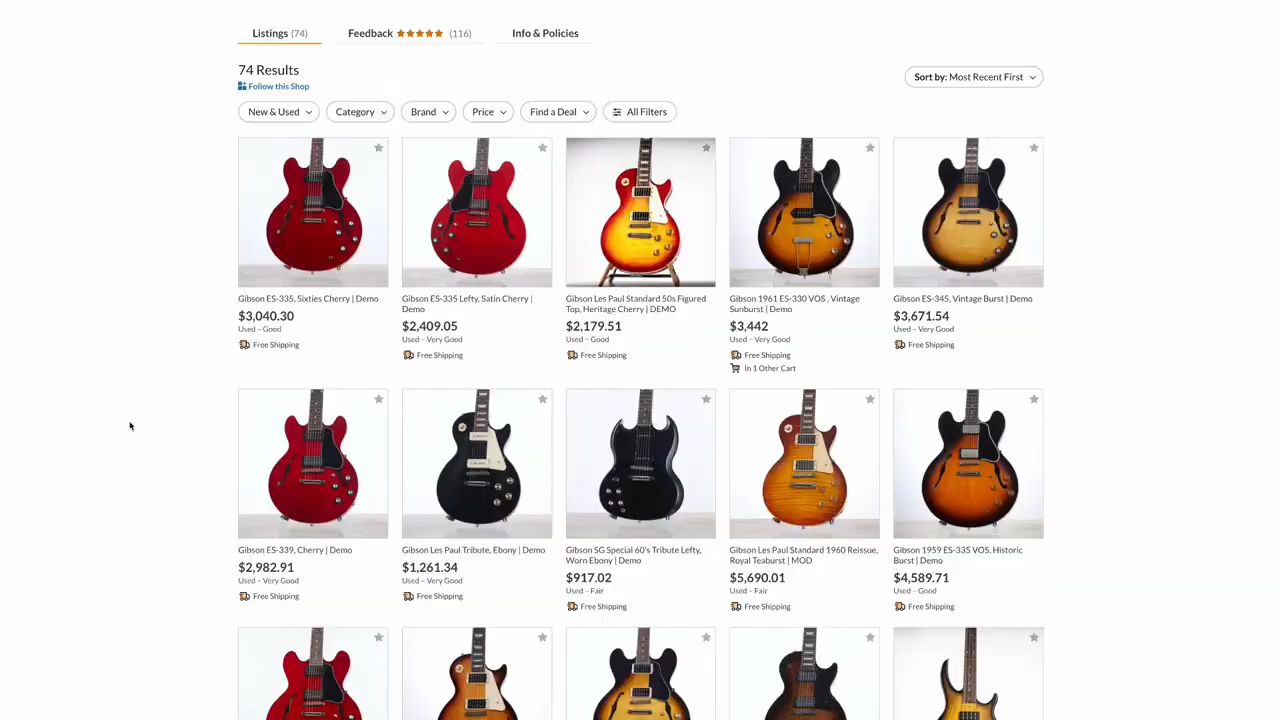 Listings (74)
Feedback (116)
Info & Policies
74 Results
Follow this Shop
Sort by: Most Recent First
New & Used
Category
Brand
Price
Find a Deal
All Filters
Gibson ES-335, Sixties Cherry | Demo
$3,040.30
Used – Good
Free Shipping
Gibson ES-335 Lefty, Satin Cherry |
Demo
$2,409.05
Used – Very Good
Free Shipping
Gibson Les Paul Standard 50s Figured
Top, Heritage Cherry | DEMO
$2,179.51
Used – Good
Free Shipping
Gibson 1961 ES-330 VOS , Vintage
Sunburst | Demo
$3,442
Used – Very Good
Free Shipping
In 1 Other Cart
Gibson ES-345, Vintage Burst | Demo
$3,671.54
Used – Very Good
Free Shipping
Gibson ES-339, Cherry | Demo
$2,982.91
Used – Very Good
Free Shipping
Gibson Les Paul Tribute, Ebony | Demo
$1,261.34
Used – Very Good
Free Shipping
Gibson SG Special 60's Tribute Lefty,
Worn Ebony | Demo
$917.02
Used – Fair
Free Shipping
Gibson Les Paul Standard 1960 Reissue,
Royal Teaburst | MOD
$5,690.01
Used – Fair
Free Shipping
Gibson 1959 ES-335 VOS, Historic
Burst | Demo
$4,589.71
Used – Good
Free Shipping